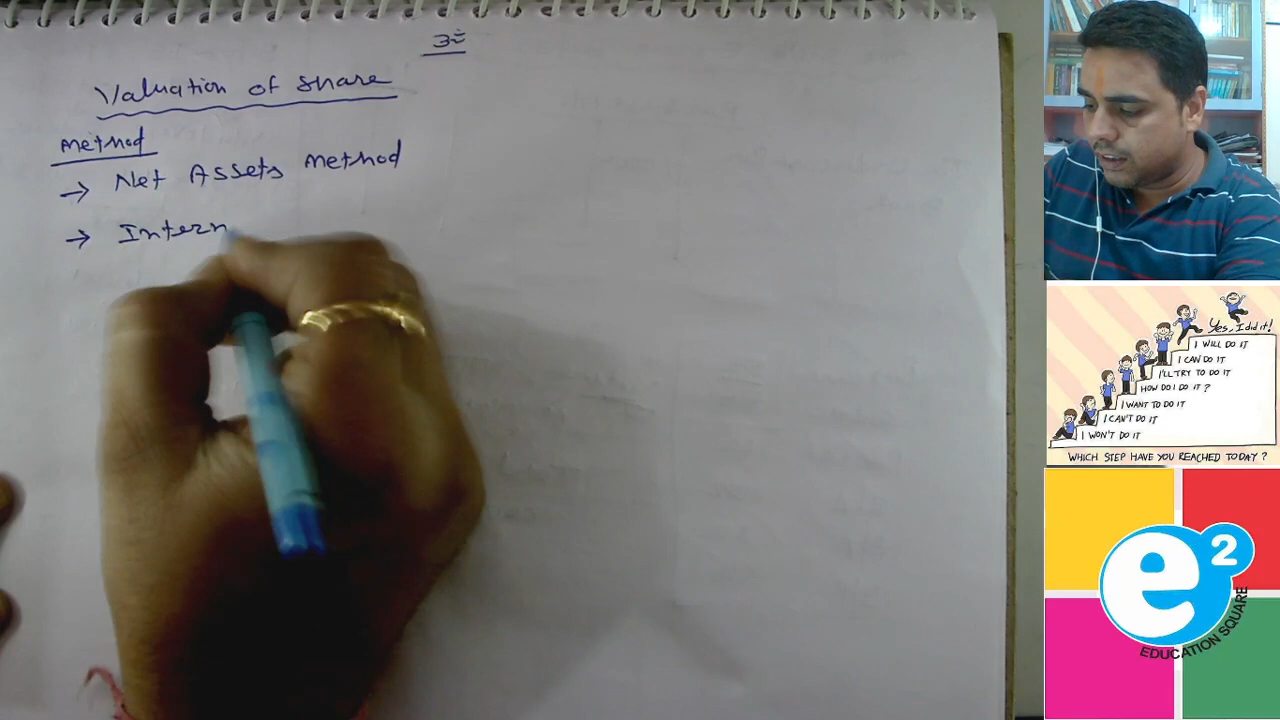 Valuation of share
Method
→ Net Assets Method
→ Intern
Yes, I did it!
I WILL DO IT
I CAN DO IT
I'LL TRY TO DO IT
HOW DO I DO IT?
I WANT TO DO IT
I CAN'T DO IT
I WON'T DO IT
WHICH STEP HAVE YOU REACHED TODAY?
e2
EDUCATION SQUARE